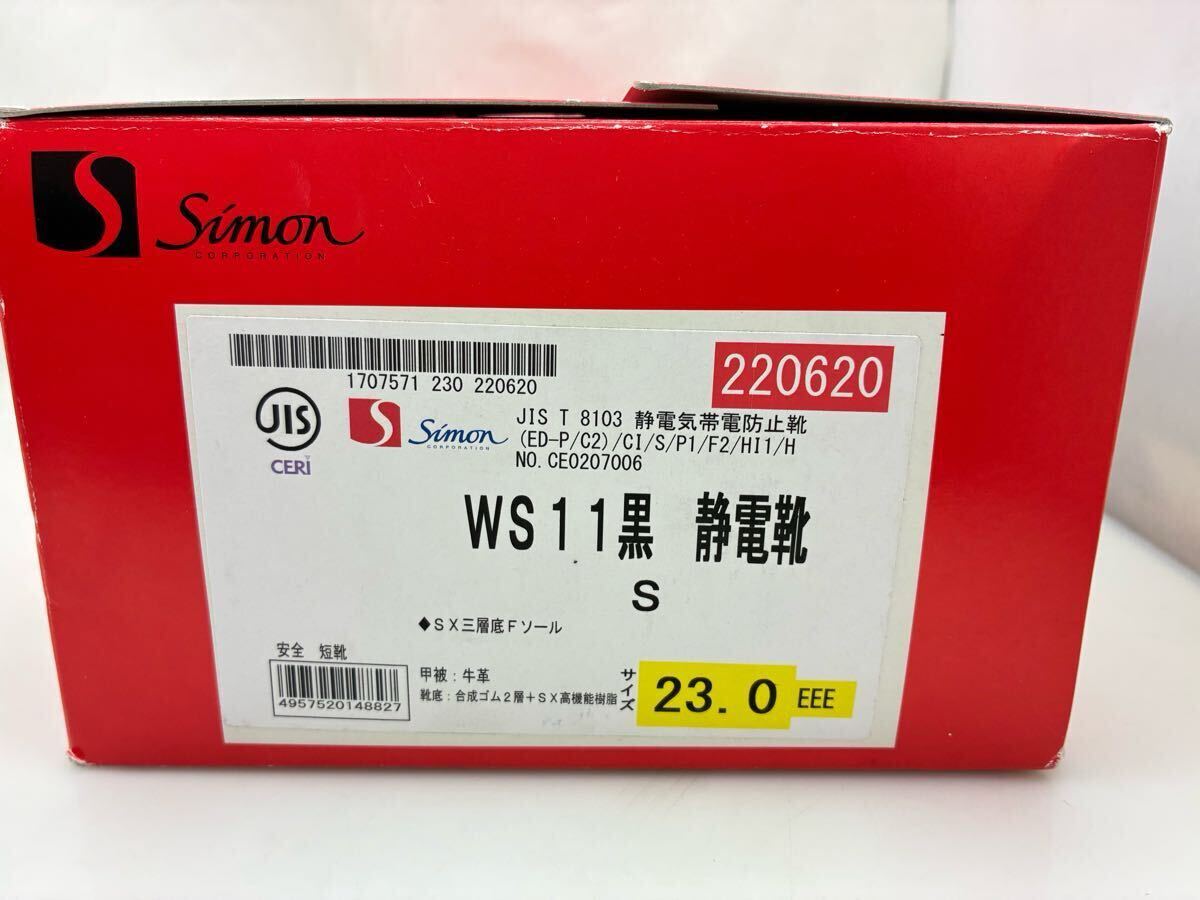 Simon
CORPORATION
1707571 230 220620
220620
JIS
CERI
Simon
CORPORATION
JIS T 8103 静電気帯電防止靴
(ED-P/C2)/CI/S/P1/F2/HI1/H
NO.CE0207006
WS11黒 静電靴
S
◆SX三層底Fソール
安全 短靴
4957520148827
甲被：牛革
靴底：合成ゴム2層＋SX高機能樹脂
サイズ
23.0
EEE